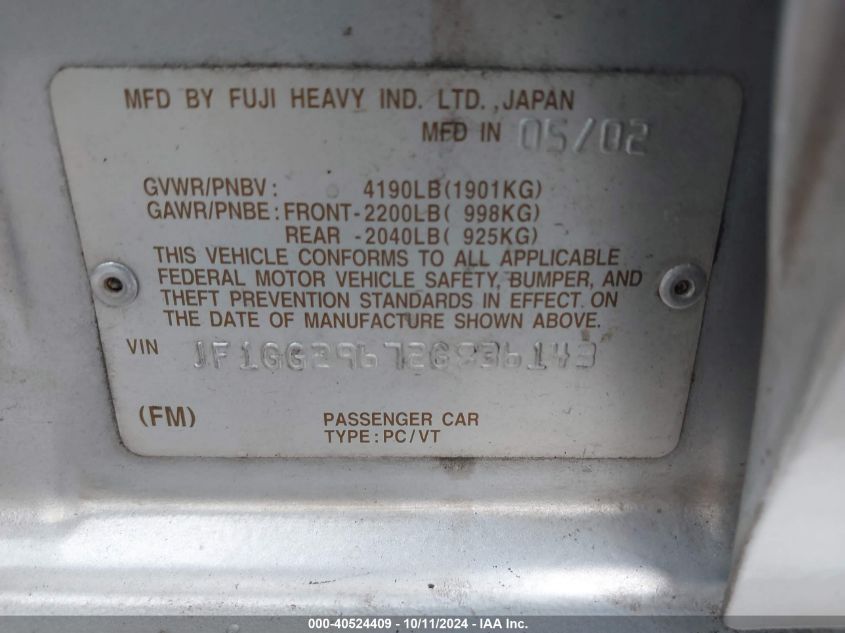 MFD BY FUJI HEAVY IND. LTD.,JAPAN
MFD IN 05/02
GVWR/PNBV: 4190LB(1901KG)
GAWR/PNBE: FRONT-2200LB( 998KG)
REAR -2040LB( 925KG)
THIS VEHICLE CONFORMS TO ALL APPLICABLE
FEDERAL MOTOR VEHICLE SAFETY, BUMPER, AND
THEFT PREVENTION STANDARDS IN EFFECT ON
THE DATE OF MANUFACTURE SHOWN ABOVE.
VIN JF1GG29672G836143
(FM) PASSENGER CAR
TYPE: PC/VT
000-40524409 - 10/11/2024 - IAA Inc.